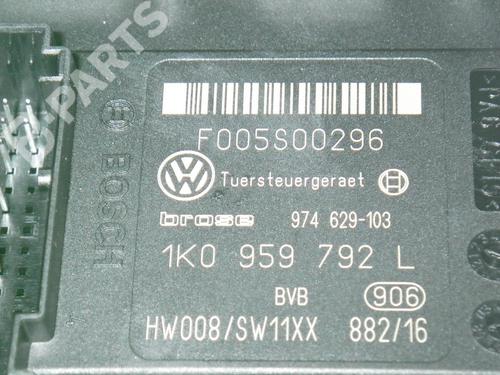 B-PARTS
F005S00296
Tuersteuergeraet
BOSCH
brose 974 629-103
1K0 959 792 L
BVB 906
HW008/SW11XX 882/16